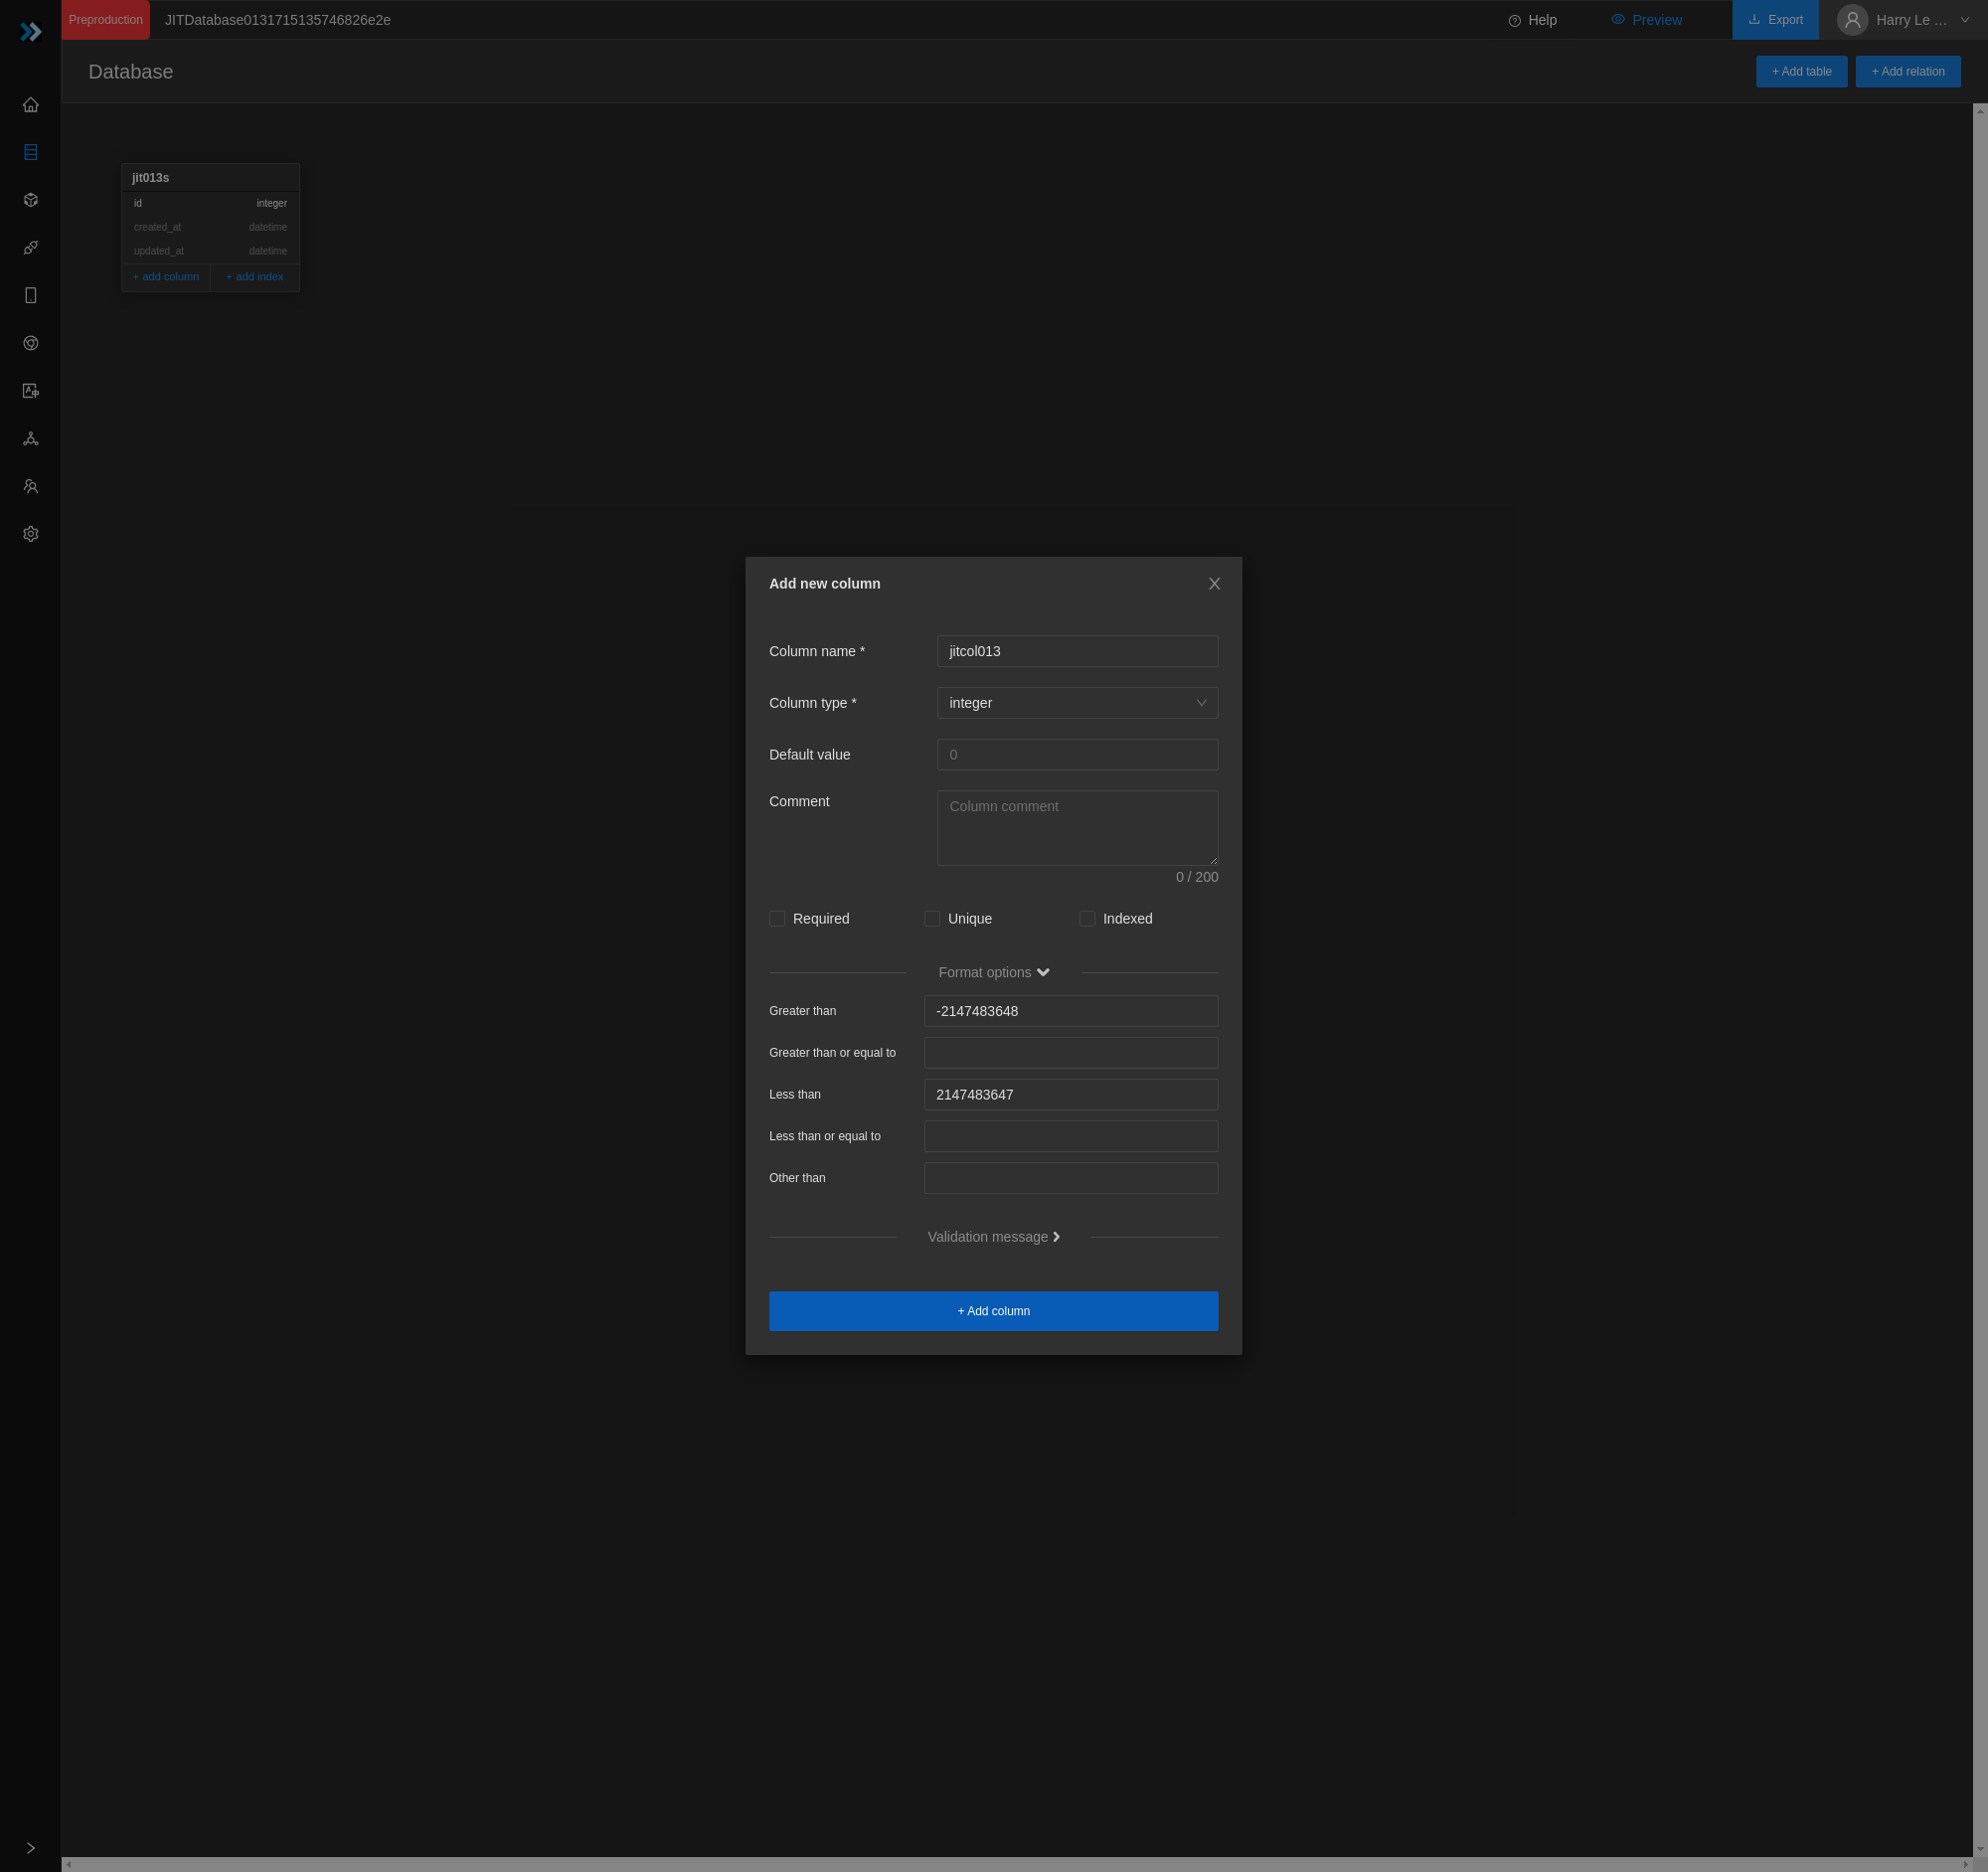 Preproduction JITDatabase0131715135746826e2e Help Preview Export Harry Le ...
Database + Add table + Add relation
jit013s
id integer
created_at datetime
updated_at datetime
+ add column + add index
Add new column
Column name * jitcol013
Column type * integer
Default value 0
Comment Column comment
0 / 200
Required Unique Indexed
Format options
Greater than -2147483648
Greater than or equal to
Less than 2147483647
Less than or equal to
Other than
Validation message
+ Add column